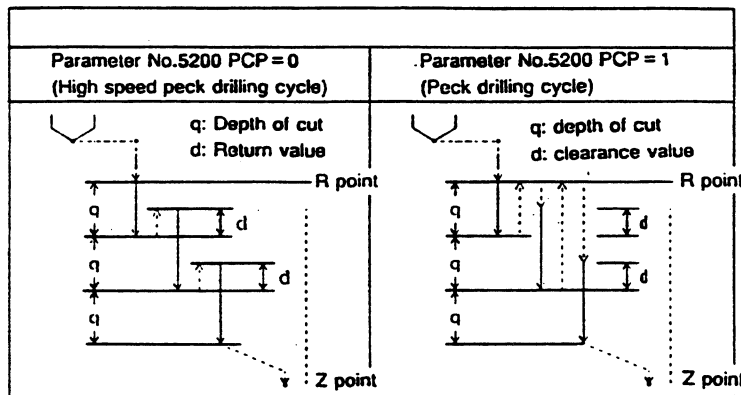 Parameter No.5200 PCP = 0
(High speed peck drilling cycle)
q: Depth of cut
d: Return value
R point
q
d
q
d
q
Z point
.Parameter No.5200 PCP = 1
(Peck drilling cycle)
q: depth of cut
d: clearance value
R point
q
d
q
d
q
Z point